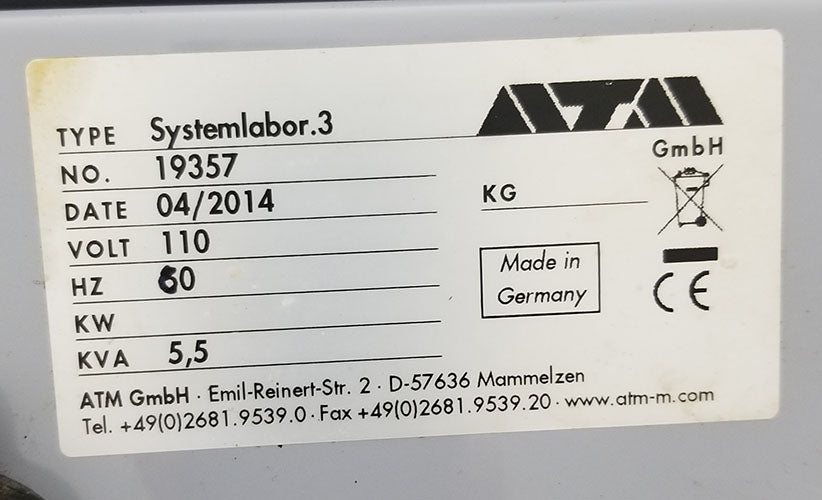 TYPE Systemlabor.3
NO. 19357
DATE 04/2014
VOLT 110
HZ 60
KW
KVA 5,5
ATM
GmbH
KG
Made in
Germany
CE
ATM GmbH · Emil-Reinert-Str. 2 · D-57636 Mammelzen
Tel. +49(0)2681.9539.0 · Fax +49(0)2681.9539.20 · www.atm-m.com